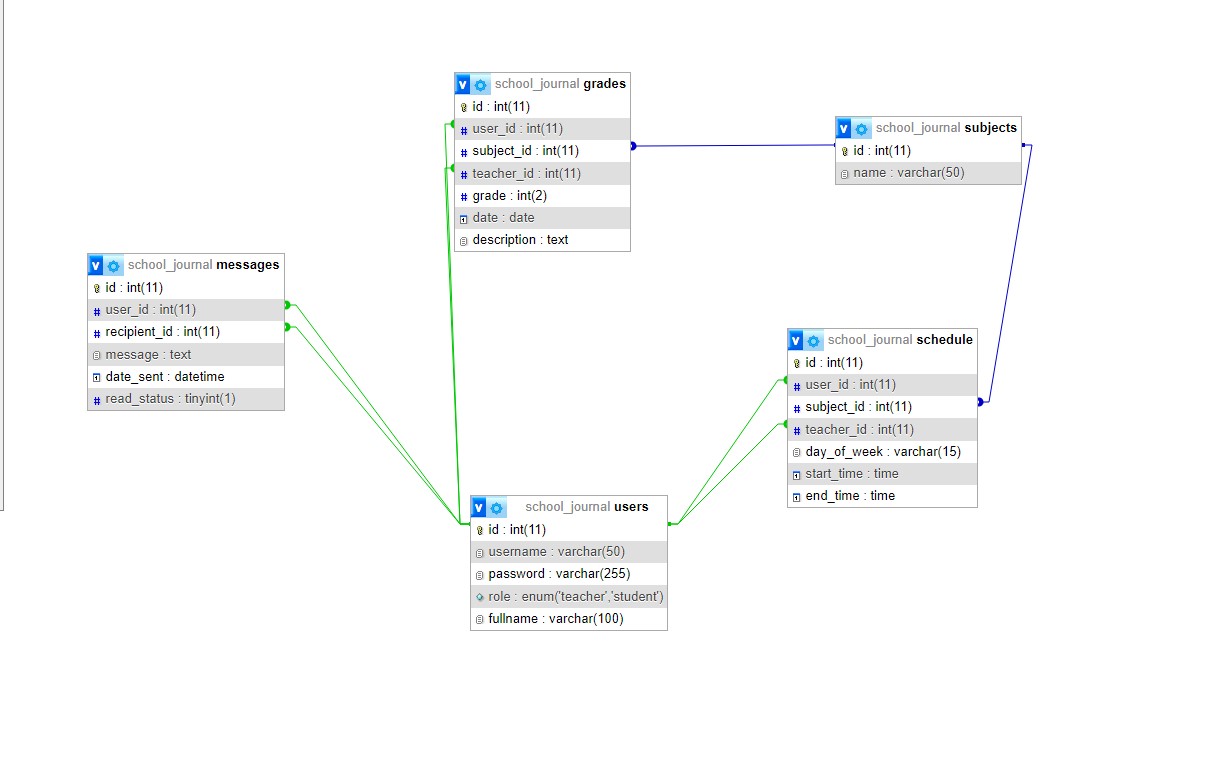 school_journal grades
id : int(11)
user_id : int(11)
subject_id : int(11)
teacher_id : int(11)
grade : int(2)
date : date
description : text
school_journal subjects
id : int(11)
name : varchar(50)
school_journal messages
id : int(11)
user_id : int(11)
recipient_id : int(11)
message : text
date_sent : datetime
read_status : tinyint(1)
school_journal schedule
id : int(11)
user_id : int(11)
subject_id : int(11)
teacher_id : int(11)
day_of_week : varchar(15)
start_time : time
end_time : time
school_journal users
id : int(11)
username : varchar(50)
password : varchar(255)
role : enum('teacher','student')
fullname : varchar(100)